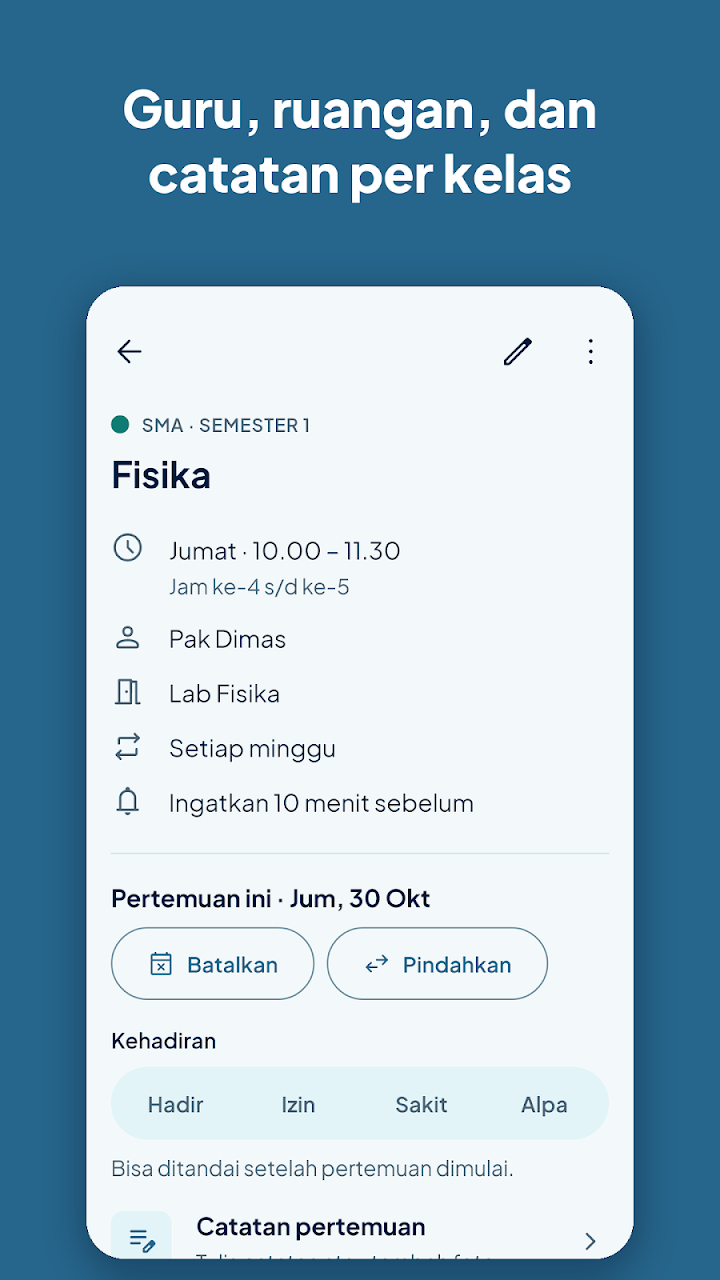 Guru, ruangan, dan
catatan per kelas
SMA · SEMESTER 1
Fisika
Jumat · 10.00 – 11.30
Jam ke-4 s/d ke-5
Pak Dimas
Lab Fisika
Setiap minggu
Ingatkan 10 menit sebelum
Pertemuan ini · Jum, 30 Okt
Batalkan
Pindahkan
Kehadiran
Hadir
Izin
Sakit
Alpa
Bisa ditandai setelah pertemuan dimulai.
Catatan pertemuan